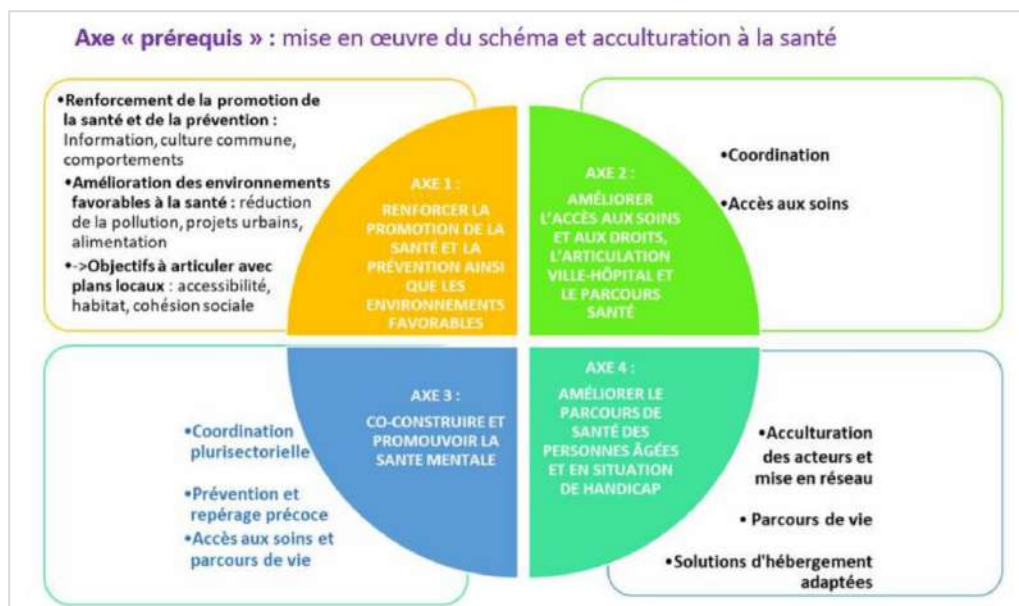 Axe « prérequis » : mise en œuvre du schéma et acculturation à la santé
•Renforcement de la promotion de
la santé et de la prévention :
Information, culture commune,
comportements
•Amélioration des environnements
favorables à la santé : réduction
de la pollution, projets urbains,
alimentation
•->Objectifs à articuler avec
plans locaux : accessibilité,
habitat, cohésion sociale
AXE 1 :
RENFORCER LA
PROMOTION DE LA
SANTÉ ET LA
PRÉVENTION AINSI
QUE LES
ENVIRONNEMENTS
FAVORABLES
AXE 2 :
AMÉLIORER
L'ACCÈS AUX SOINS
ET AUX DROITS,
L'ARTICULATION
VILLE-HÔPITAL ET
LE PARCOURS
SANTÉ
•Coordination
•Accès aux soins
•Coordination
plurisectorielle
•Prévention et
repérage précoce
•Accès aux soins et
parcours de vie
AXE 3 :
CO-CONSTRUIRE ET
PROMOUVOIR LA
SANTE MENTALE
AXE 4 :
AMÉLIORER LE
PARCOURS DE
SANTÉ DES
PERSONNES ÂGÉES
ET EN SITUATION
DE HANDICAP
•Acculturation
des acteurs et
mise en réseau
• Parcours de vie
•Solutions d'hébergement
adaptées